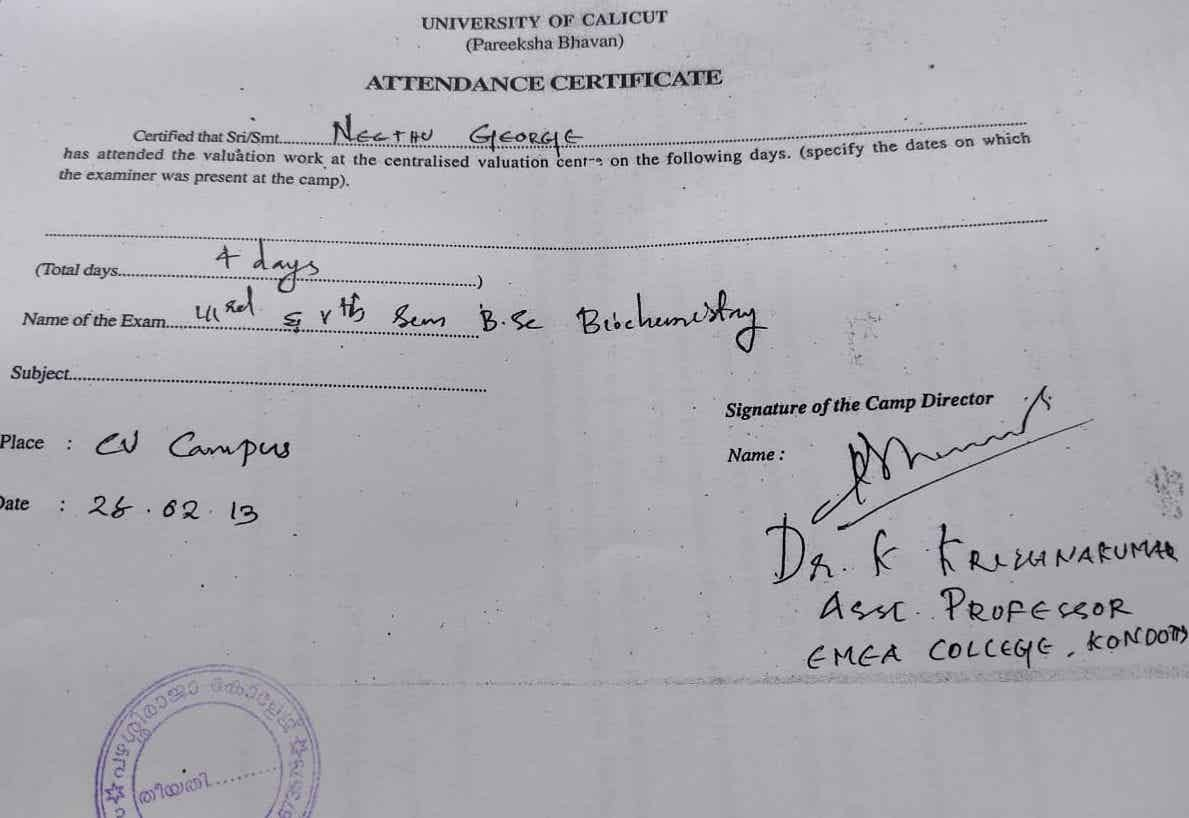 UNIVERSITY OF CALICUT
(Pareeksha Bhavan)
ATTENDANCE CERTIFICATE
Certified that Sri/Smt. NEETHU GEORGE
has attended the valuation work at the centralised valuation centre on the following days. (specify the dates on which
the examiner was present at the camp).
(Total days 4 days)
Name of the Exam IIIrd & Vth Sem B.Sc Biochemistry
Subject
Signature of the Camp Director
Place : CU Campus
Name :
Date : 28.02.13
Dr. K KRISHNAKUMAR
ASSC. PROFESSOR
EMEA COLLEGE, KONDOTTY
തീയതി